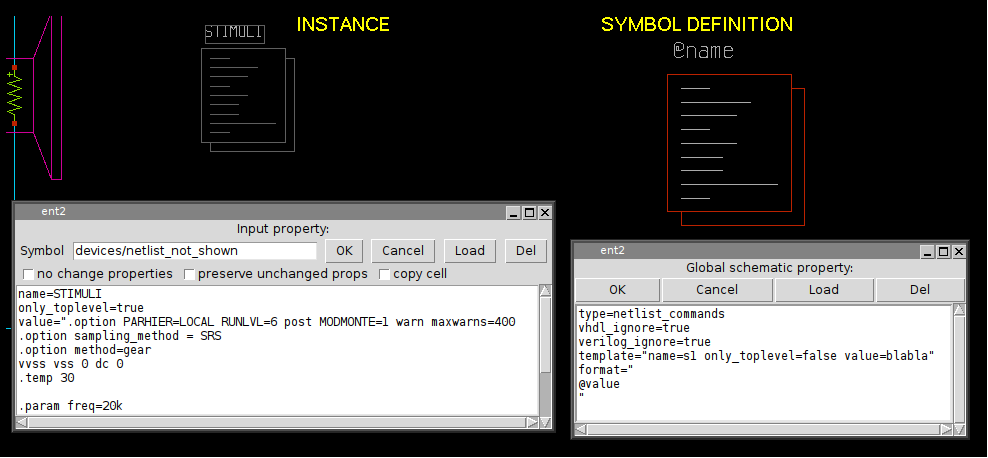 INSTANCE
SYMBOL DEFINITION
STIMULI
@name
+
ent2
Input property:
Symbol devices/netlist_not_shown OK Cancel Load Del
no change properties preserve unchanged props copy cell
name=STIMULI
only_toplevel=true
value=".option PARHIER=LOCAL RUNLVL=6 post MODMONTE=1 warn maxwarns=400
.option sampling_method = SRS
.option method=gear
vvss vss 0 dc 0
.temp 30
.param freq=20k
ent2
Global schematic property:
OK Cancel Load Del
type=netlist_commands
vhdl_ignore=true
verilog_ignore=true
template="name=s1 only_toplevel=false value=blabla"
format="
@value
"